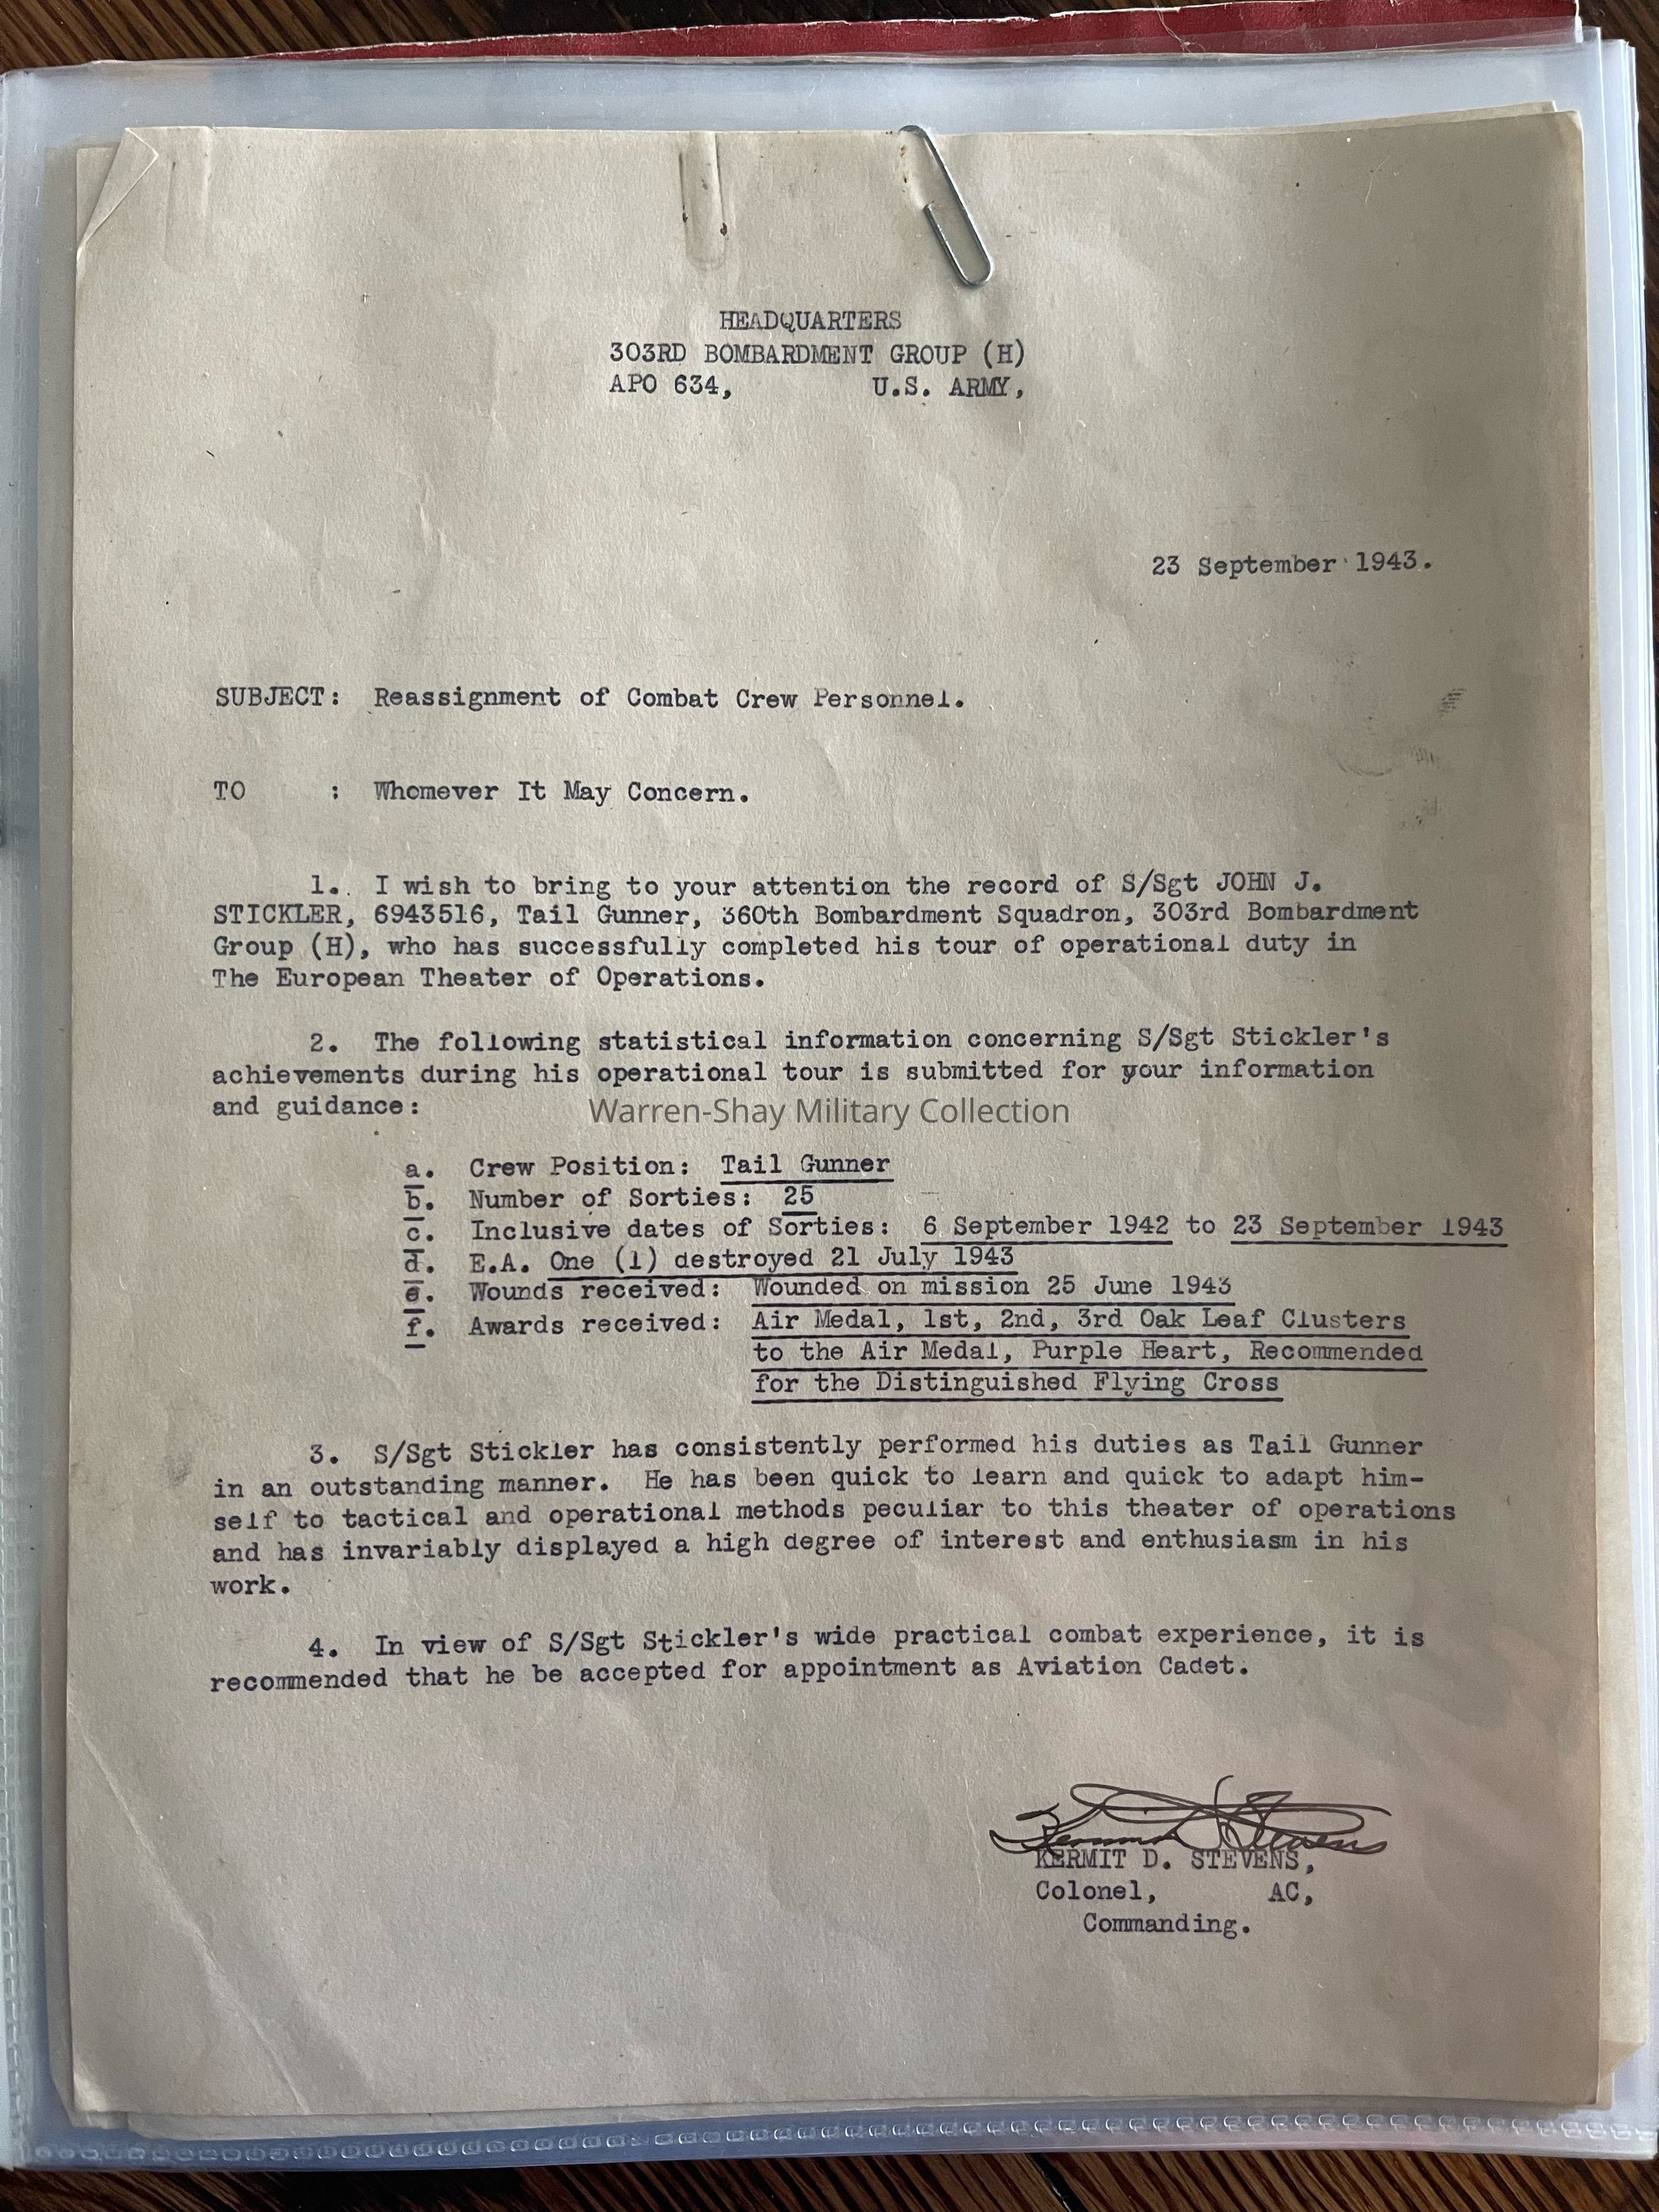 HEADQUARTERS
303RD BOMBARDMENT GROUP (H)
APO 634, U.S. ARMY,
23 September 1943.
SUBJECT: Reassignment of Combat Crew Personnel.
TO : Whomever It May Concern.
1. I wish to bring to your attention the record of S/Sgt JOHN J.
STICKLER, 6943516, Tail Gunner, 360th Bombardment Squadron, 303rd Bombardment
Group (H), who has successfully completed his tour of operational duty in
The European Theater of Operations.
2. The following statistical information concerning S/Sgt Stickler's
achievements during his operational tour is submitted for your information
and guidance:
Warren-Shay Military Collection
a. Crew Position: Tail Gunner
b. Number of Sorties: 25
c. Inclusive dates of Sorties: 6 September 1942 to 23 September 1943
d. E.A. One (1) destroyed 21 July 1943
e. Wounds received: Wounded on mission 25 June 1943
f. Awards received: Air Medal, 1st, 2nd, 3rd Oak Leaf Clusters
to the Air Medal, Purple Heart, Recommended
for the Distinguished Flying Cross
3. S/Sgt Stickler has consistently performed his duties as Tail Gunner
in an outstanding manner. He has been quick to learn and quick to adapt him-
self to tactical and operational methods peculiar to this theater of operations
and has invariably displayed a high degree of interest and enthusiasm in his
work.
4. In view of S/Sgt Stickler's wide practical combat experience, it is
recommended that he be accepted for appointment as Aviation Cadet.
Kermit D Stevens
KERMIT D. STEVENS,
Colonel, AC,
Commanding.